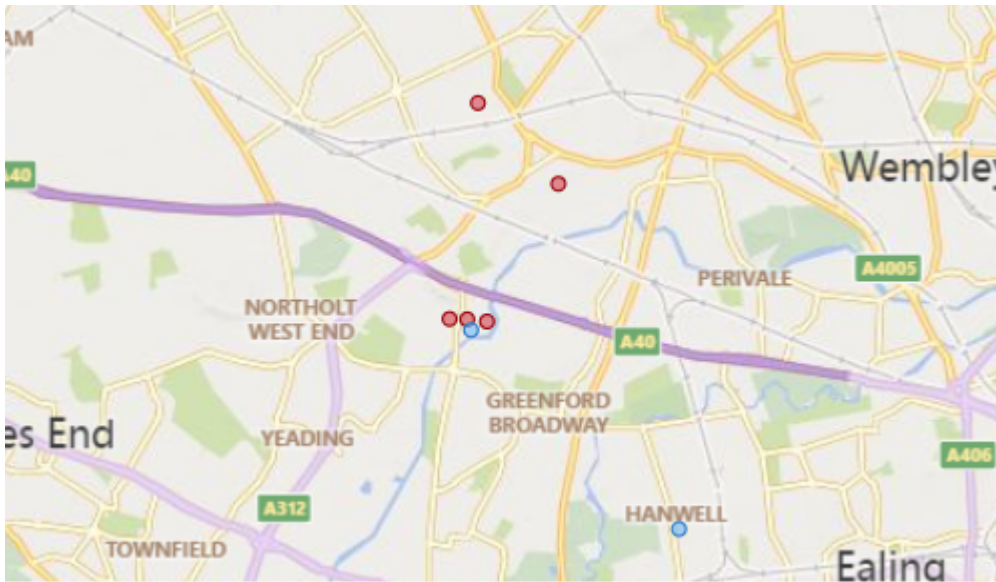 AM
A40
Wembley
PERIVALE
A4005
NORTHOLT
WEST END
A40
GREENFORD
BROADWAY
es End
YEADING
A406
A312
HANWELL
TOWNFIELD
Ealing